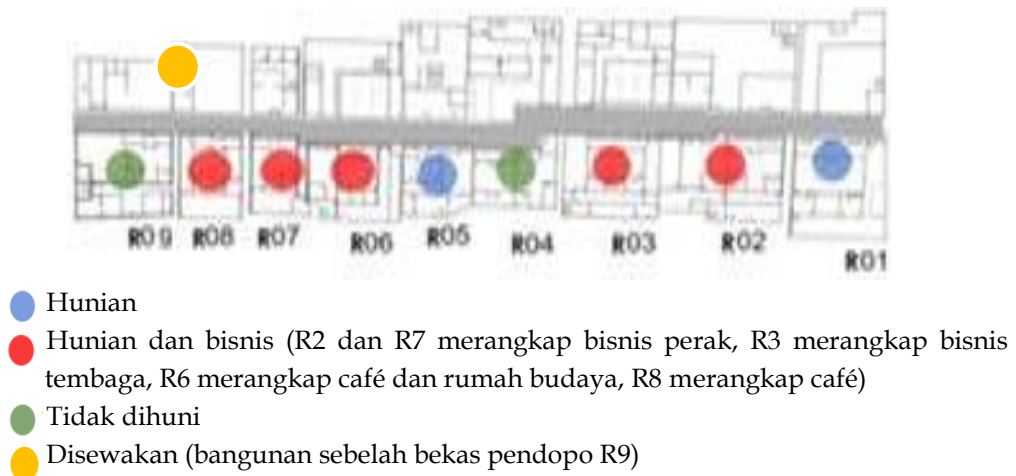 R09 R08 R07 R06 R05 R04 R03 R02 R01
Hunian
Hunian dan bisnis (R2 dan R7 merangkap bisnis perak, R3 merangkap bisnis
tembaga, R6 merangkap café dan rumah budaya, R8 merangkap café)
Tidak dihuni
Disewakan (bangunan sebelah bekas pendopo R9)